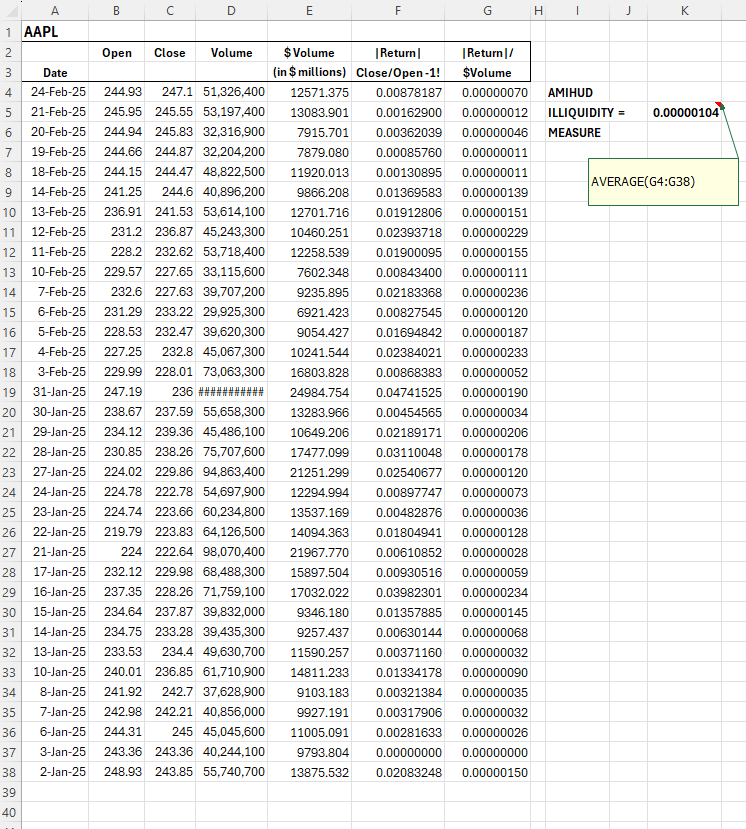 A B C D E F G H I J K
1 AAPL
2 Open Close Volume $ Volume |Return| |Return|/
3 Date (in $ millions) Close/Open -1! $Volume
4 24-Feb-25 244.93 247.1 51,326,400 12571.375 0.00878187 0.00000070 AMIHUD
5 21-Feb-25 245.95 245.55 53,197,400 13083.901 0.00162900 0.00000012 ILLIQUIDITY = 0.00000104
6 20-Feb-25 244.94 245.83 32,316,900 7915.701 0.00362039 0.00000046 MEASURE
7 19-Feb-25 244.66 244.87 32,204,200 7879.080 0.00085760 0.00000011
8 18-Feb-25 244.15 244.47 48,822,500 11920.013 0.00130895 0.00000011
AVERAGE(G4:G38)
9 14-Feb-25 241.25 244.6 40,896,200 9866.208 0.01369583 0.00000139
10 13-Feb-25 236.91 241.53 53,614,100 12701.716 0.01912806 0.00000151
11 12-Feb-25 231.2 236.87 45,243,300 10460.251 0.02393718 0.00000229
12 11-Feb-25 228.2 232.62 53,718,400 12258.539 0.01900095 0.00000155
13 10-Feb-25 229.57 227.65 33,115,600 7602.348 0.00843400 0.00000111
14 7-Feb-25 232.6 227.63 39,707,200 9235.895 0.02183368 0.00000236
15 6-Feb-25 231.29 233.22 29,925,300 6921.423 0.00827545 0.00000120
16 5-Feb-25 228.53 232.47 39,620,300 9054.427 0.01694842 0.00000187
17 4-Feb-25 227.25 232.8 45,067,300 10241.544 0.02384021 0.00000233
18 3-Feb-25 229.99 228.01 73,063,300 16803.828 0.00868383 0.00000052
19 31-Jan-25 247.19 236 ########### 24984.754 0.04741525 0.00000190
20 30-Jan-25 238.67 237.59 55,658,300 13283.966 0.00454565 0.00000034
21 29-Jan-25 234.12 239.36 45,486,100 10649.206 0.02189171 0.00000206
22 28-Jan-25 230.85 238.26 75,707,600 17477.099 0.03110048 0.00000178
23 27-Jan-25 224.02 229.86 94,863,400 21251.299 0.02540677 0.00000120
24 24-Jan-25 224.78 222.78 54,697,900 12294.994 0.00897747 0.00000073
25 23-Jan-25 224.74 223.66 60,234,800 13537.169 0.00482876 0.00000036
26 22-Jan-25 219.79 223.83 64,126,500 14094.363 0.01804941 0.00000128
27 21-Jan-25 224 222.64 98,070,400 21967.770 0.00610852 0.00000028
28 17-Jan-25 232.12 229.98 68,488,300 15897.504 0.00930516 0.00000059
29 16-Jan-25 237.35 228.26 71,759,100 17032.022 0.03982301 0.00000234
30 15-Jan-25 234.64 237.87 39,832,000 9346.180 0.01357885 0.00000145
31 14-Jan-25 234.75 233.28 39,435,300 9257.437 0.00630144 0.00000068
32 13-Jan-25 233.53 234.4 49,630,700 11590.257 0.00371160 0.00000032
33 10-Jan-25 240.01 236.85 61,710,900 14811.233 0.01334178 0.00000090
34 8-Jan-25 241.92 242.7 37,628,900 9103.183 0.00321384 0.00000035
35 7-Jan-25 242.98 242.21 40,856,000 9927.191 0.00317906 0.00000032
36 6-Jan-25 244.31 245 45,045,600 11005.091 0.00281633 0.00000026
37 3-Jan-25 243.36 243.36 40,244,100 9793.804 0.00000000 0.00000000
38 2-Jan-25 248.93 243.85 55,740,700 13875.532 0.02083248 0.00000150
39
40